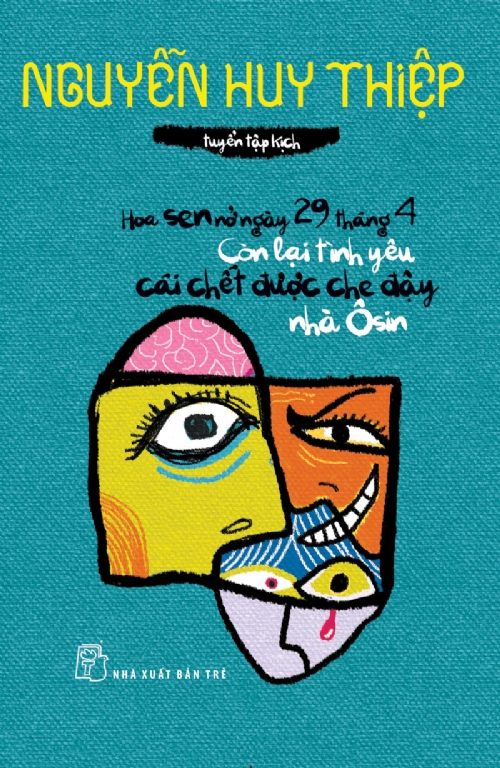 NGUYỄN HUY THIỆP
tuyển tập kịch
Hoa sen nở ngày 29 tháng 4
Còn lại tình yêu
cái chết được che đậy
nhà Ôsin
NHÀ XUẤT BẢN TRẺ